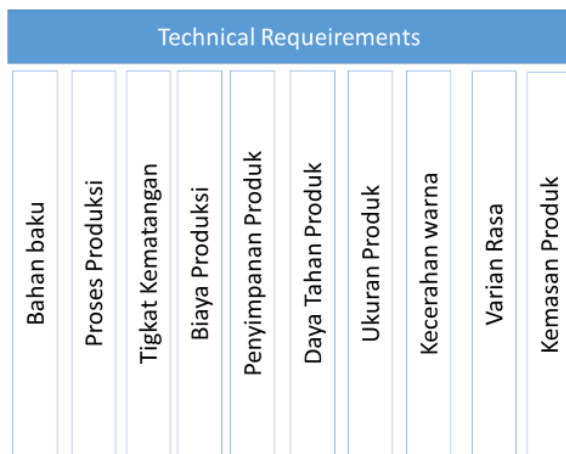 Technical Requeirements
Bahan baku
Proses Produksi
Tigkat Kematangan
Biaya Produksi
Penyimpanan Produk
Daya Tahan Produk
Ukuran Produk
Kecerahan warna
Varian Rasa
Kemasan Produk